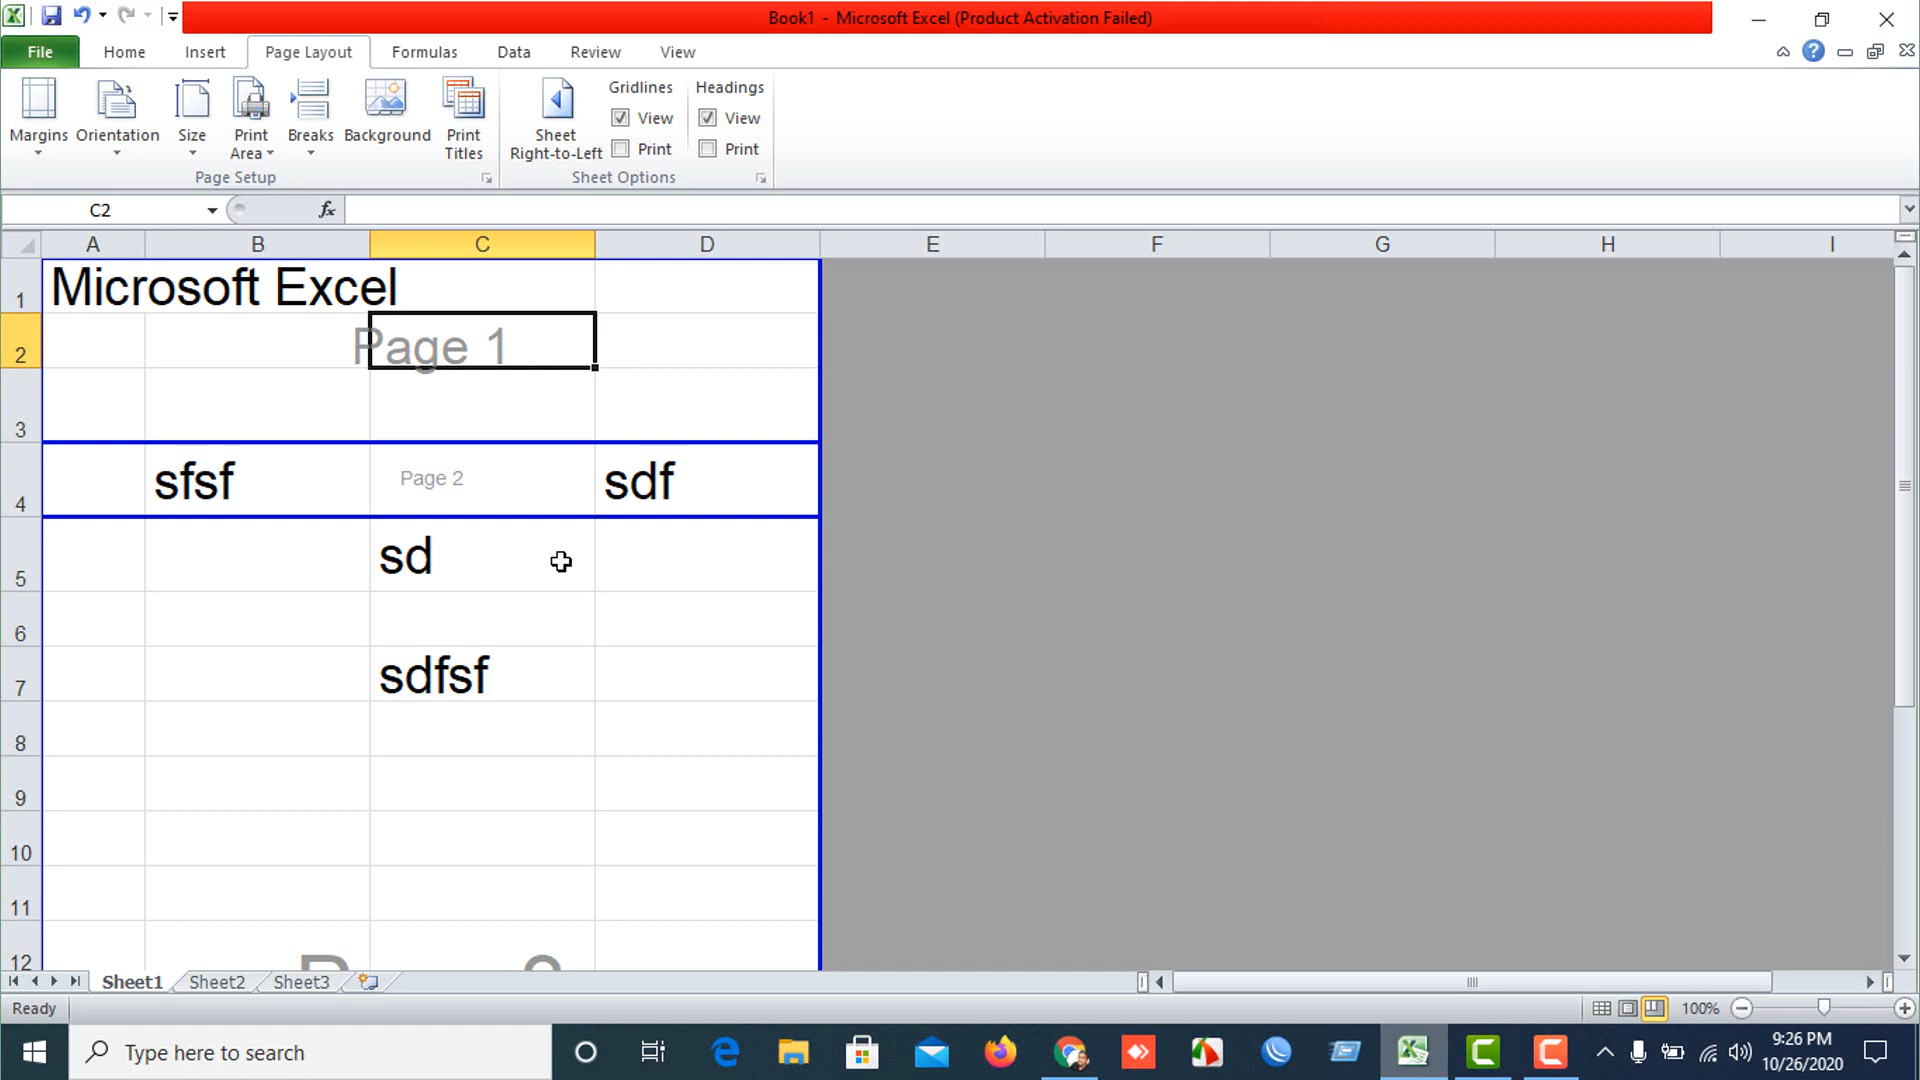 Book1 - Microsoft Excel (Product Activation Failed)
File Home Insert Page Layout Formulas Data Review View
Margins Orientation Size Print Area Breaks Background Print Titles
Page Setup
Sheet Right-to-Left
Gridlines Headings
View View
Print Print
Sheet Options
C2 fx
A B C D E F G H I
1 Microsoft Excel
2 Page 1
3
4 sfsf Page 2 sdf
5 sd
6
7 sdfsf
8
9
10
11
12
Sheet1 Sheet2 Sheet3
Ready 100%
Type here to search
9:26 PM
10/26/2020